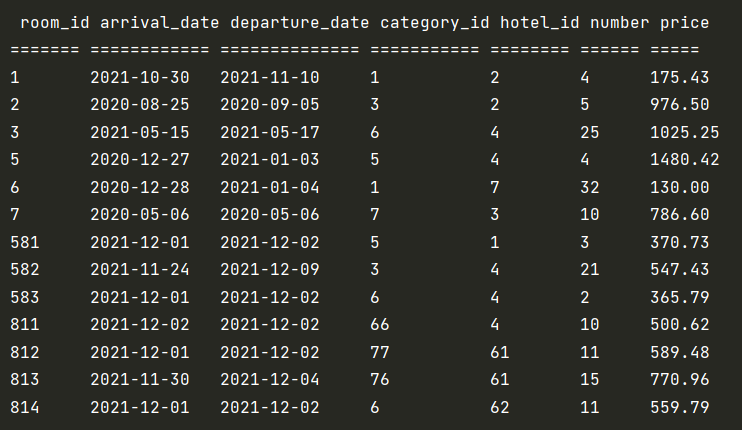 room_id arrival_date departure_date category_id hotel_id number price
======= ============ ============== =========== ======== ====== =====
1 2021-10-30 2021-11-10 1 2 4 175.43
2 2020-08-25 2020-09-05 3 2 5 976.50
3 2021-05-15 2021-05-17 6 4 25 1025.25
5 2020-12-27 2021-01-03 5 4 4 1480.42
6 2020-12-28 2021-01-04 1 7 32 130.00
7 2020-05-06 2020-05-06 7 3 10 786.60
581 2021-12-01 2021-12-02 5 1 3 370.73
582 2021-11-24 2021-12-09 3 4 21 547.43
583 2021-12-01 2021-12-02 6 4 2 365.79
811 2021-12-02 2021-12-02 66 4 10 500.62
812 2021-12-01 2021-12-02 77 61 11 589.48
813 2021-11-30 2021-12-04 76 61 15 770.96
814 2021-12-01 2021-12-02 6 62 11 559.79